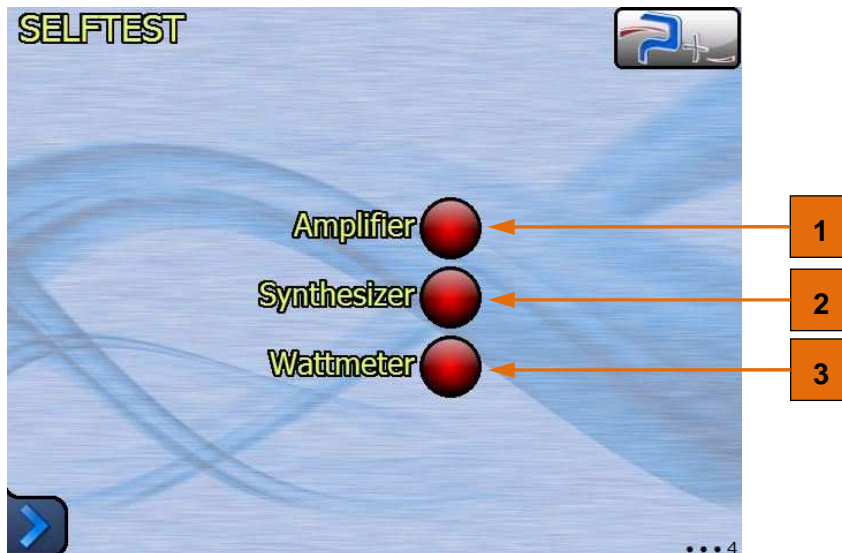 SELFTEST
Amplifier
1
Synthesizer
2
Wattmeter
3
•••4